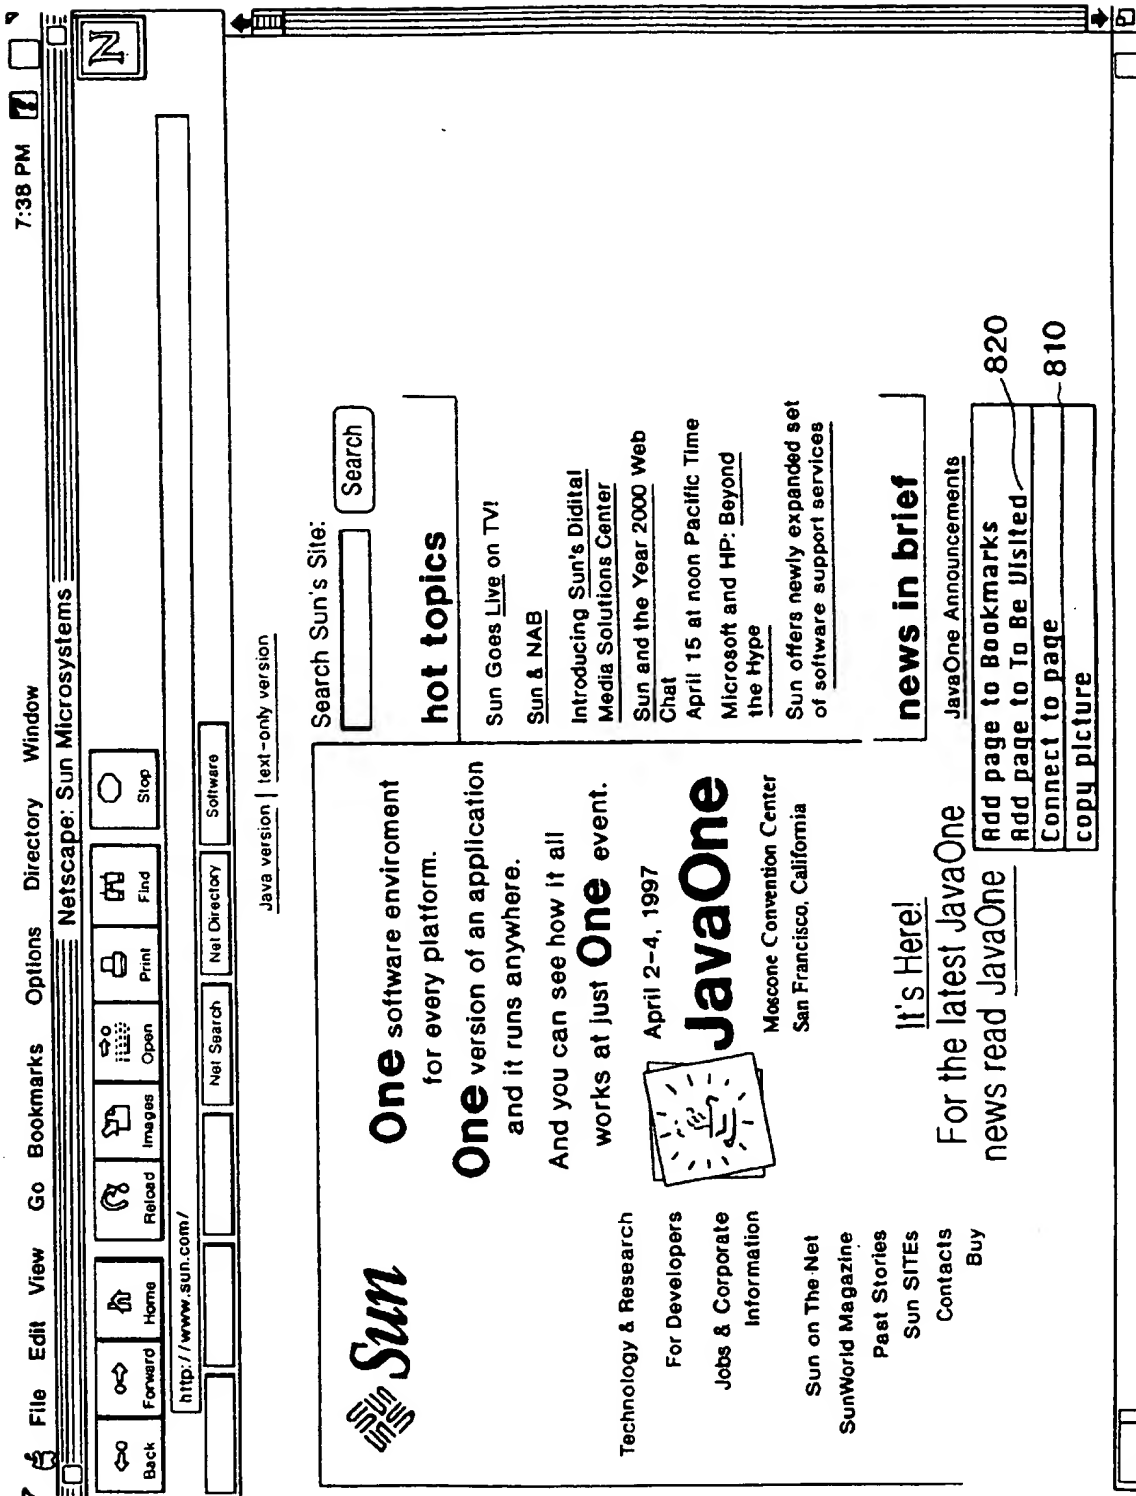 File Edit View Go Bookmarks Options Directory Window 7:38 PM ?
Netscape: Sun Microsystems
Back Forward Home Reload Images Open Print Find Stop
N
http://www.sun.com/
Net Search Net Directory Software
Java version | text-only version
Sun
Technology & Research
For Developers
Jobs & Corporate
Information
Sun on The Net
SunWorld Magazine
Past Stories
Sun SITEs
Contacts
Buy
One software enviroment
for every platform.
One version of an application
and it runs anywhere.
And you can see how it all
works at just One event.
April 2-4, 1997
JavaOne
Moscone Convention Center
San Francisco, California
It's Here!
For the latest JavaOne
news read JavaOne
Search Sun's Site:
Search
hot topics
Sun Goes Live on TV!
Sun & NAB
Introducing Sun's Didital
Media Solutions Center
Sun and the Year 2000 Web
Chat
April 15 at noon Pacific Time
Microsoft and HP: Beyond
the Hype
Sun offers newly expanded set
of software support services
news in brief
JavaOne Announcements
Add page to Bookmarks
Add page to To Be Visited
Connect to page
copy picture
820
810